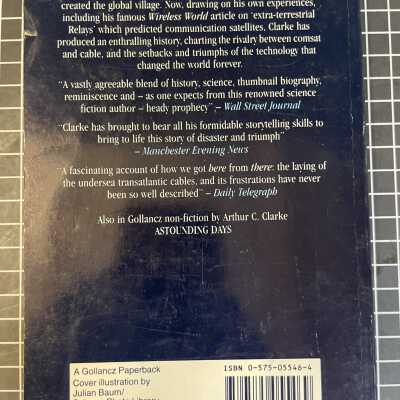 created the global village. Now, drawing on his own experiences,
including his famous Wireless World article on 'extra-terrestrial
Relays' which predicted communication satellites. Clarke has
produced an enthralling history, charting the rivalry between comsat
and cable, and the setbacks and triumphs of the technology that
changed the world forever.
"A vastly agreeable blend of history, science, thumbnail biography,
reminiscence and – as one expects from this renowned science
fiction author – heady prophecy" – Wall Street Journal
"Clarke has brought to bear all his formidable storytelling skills to
bring to life this story of disaster and triumph"
– Manchester Evening News
"A fascinating account of how we got here from there: the laying of
the undersea transatlantic cables, and its frustrations have never
been so well described" – Daily Telegraph
Also in Gollancz non-fiction by Arthur C. Clarke
ASTOUNDING DAYS
A Gollancz Paperback
Cover illustration by
Julian Baum/
ISBN 0-575-05546-4